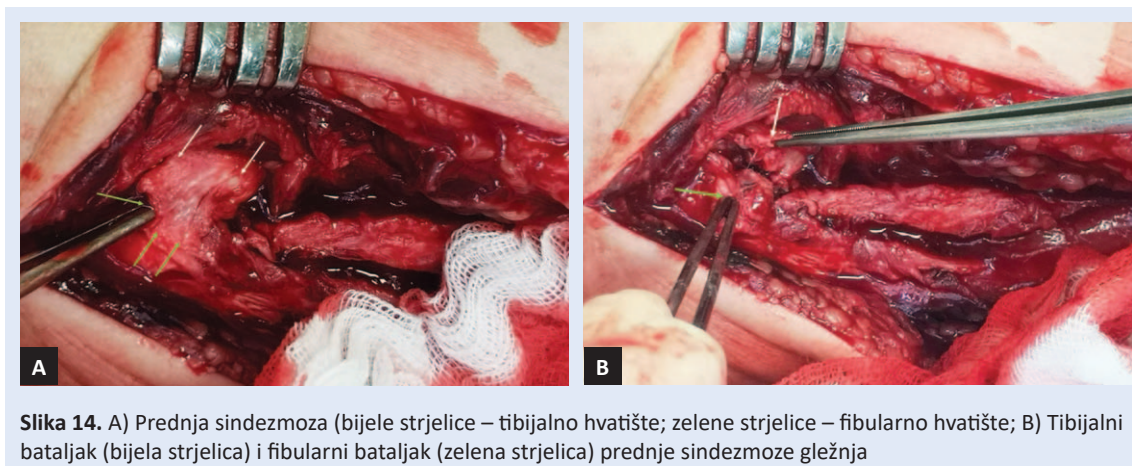 A
B
Slika 14. A) Prednja sindezmoza (bijele strjelice – tibijalno hvatište; zelene strjelice – fibularno hvatište; B) Tibijalni
bataljak (bijela strjelica) i fibularni bataljak (zelena strjelica) prednje sindezmoze gležnja